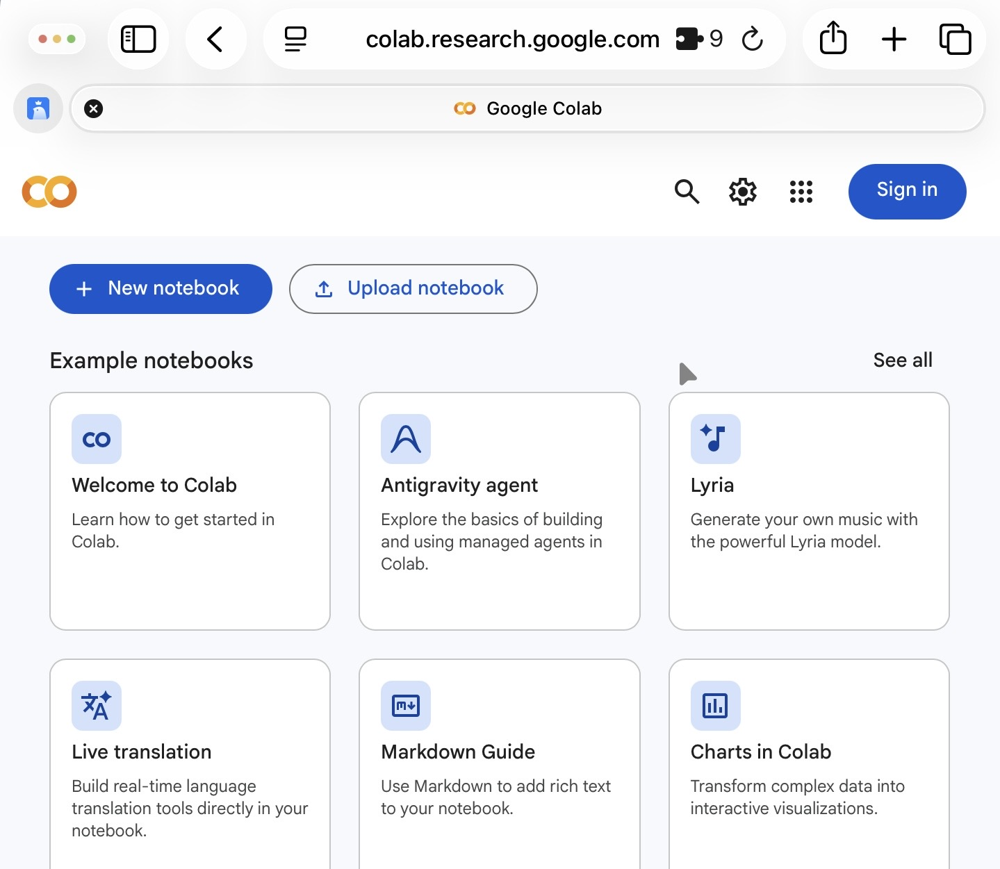 colab.research.google.com 9
Google Colab
Sign in
New notebook
Upload notebook
Example notebooks
See all
co
Welcome to Colab
Learn how to get started in
Colab.
Antigravity agent
Explore the basics of building
and using managed agents in
Colab.
Lyria
Generate your own music with
the powerful Lyria model.
Live translation
Build real-time language
translation tools directly in your
notebook.
Markdown Guide
Use Markdown to add rich text
to your notebook.
Charts in Colab
Transform complex data into
interactive visualizations.